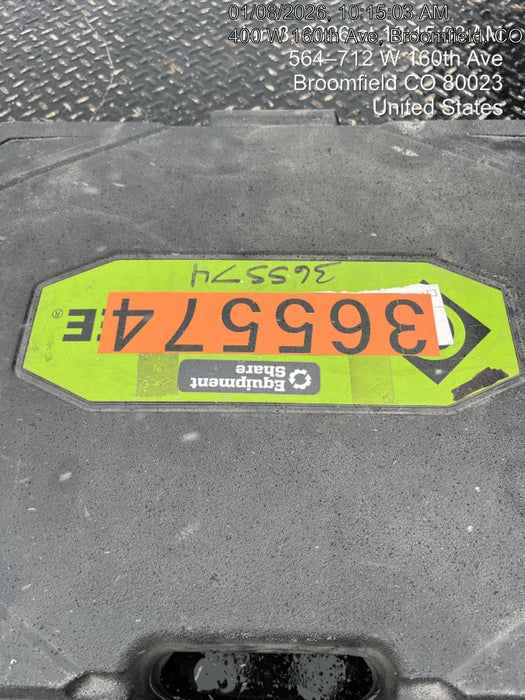 01/08/2026, 10:15:03 AM
400 W 160th Ave, Broomfield, CO
564–712 W 160th Ave
Broomfield CO 80023
United States
365574
365574
EE®
Equipment
Share